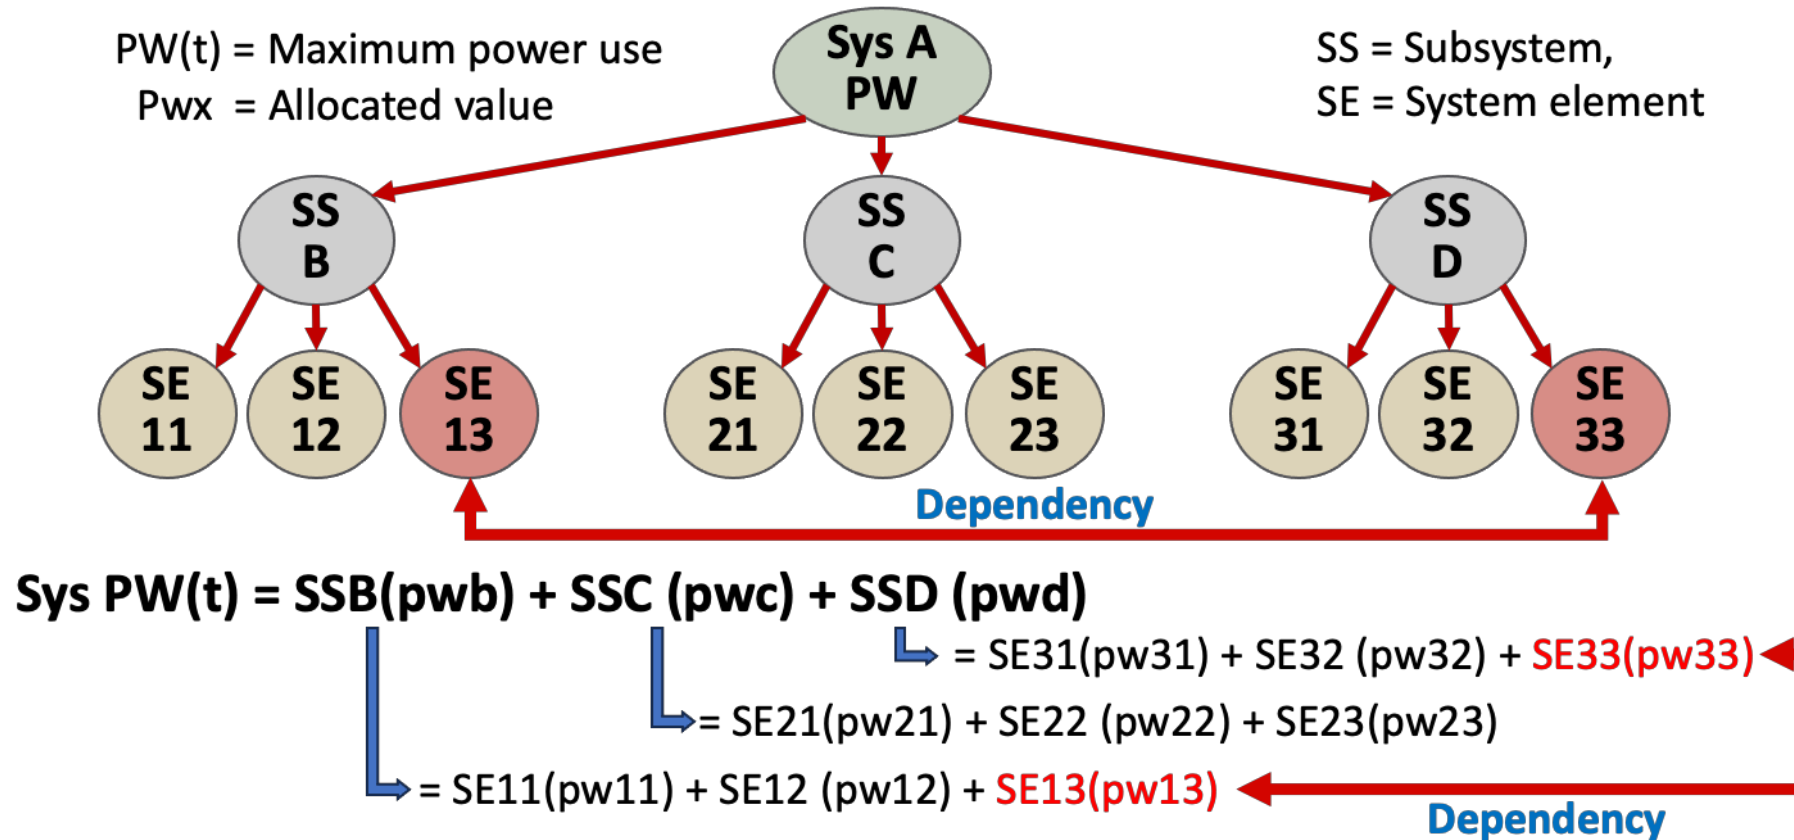 PW(t) = Maximum power use
Pwx = Allocated value
Sys A
PW
SS = Subsystem,
SE = System element
SS
B
SS
C
SS
D
SE
11
SE
12
SE
13
SE
21
SE
22
SE
23
SE
31
SE
32
SE
33
Dependency
Sys PW(t) = SSB(pwb) + SSC (pwc) + SSD (pwd)
= SE31(pw31) + SE32 (pw32) + SE33(pw33)
= SE21(pw21) + SE22 (pw22) + SE23(pw23)
= SE11(pw11) + SE12 (pw12) + SE13(pw13)
Dependency